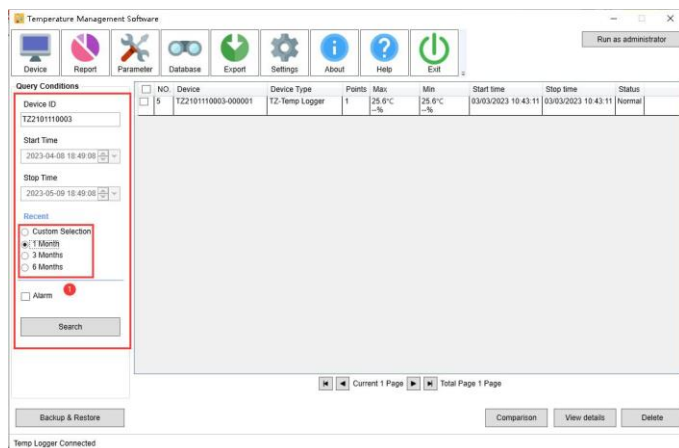 Temperature Management Software
Run as administrator
Device Report Parameter Database Export Settings About Help Exit
Query Conditions
Device ID
TZ2101110003
Start Time
2023-04-08 18:49:08
Stop Time
2023-05-09 18:49:08
Recent
Custom Selection
1 Month
3 Months
6 Months
Alarm
1
Search
NO. Device Device Type Points Max Min Start time Stop time Status
5 TZ2101110003-000001 TZ-Temp Logger 1 25.6°C 25.6°C 03/03/2023 10:43:11 03/03/2023 10:43:11 Normal
--% --%
Current 1 Page Total Page 1 Page
Backup & Restore Comparison View details Delete
Temp Logger Connected